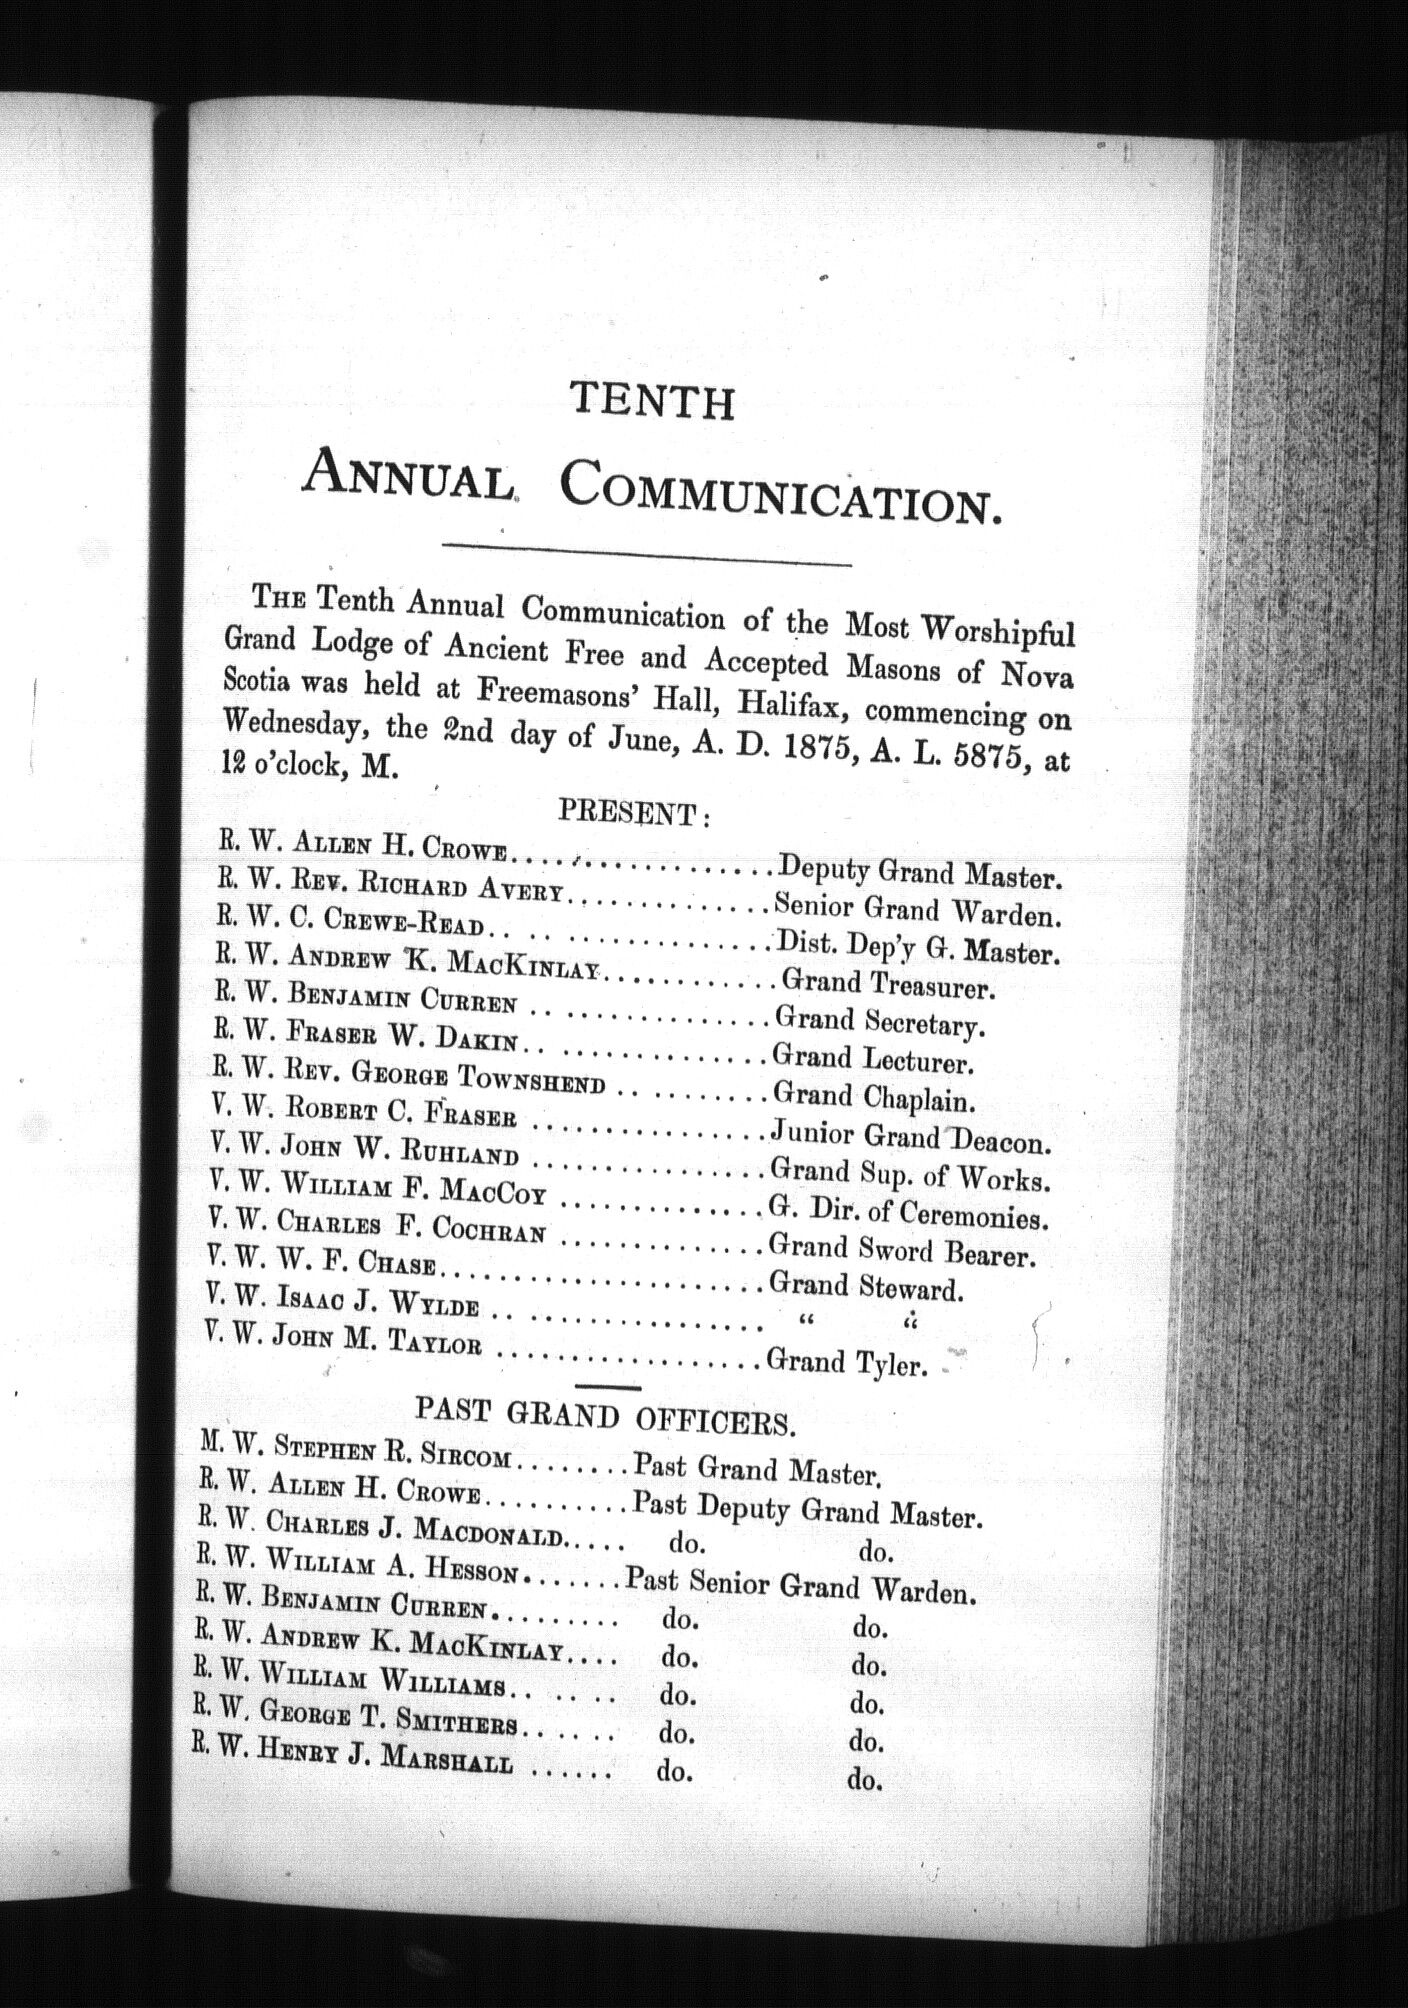 TENTH
ANNUAL COMMUNICATION.
THE Tenth Annual Communication of the Most Worshipful
Grand Lodge of Ancient Free and Accepted Masons of Nova
Scotia was held at Freemasons' Hall, Halifax, commencing on
Wednesday, the 2nd day of June, A. D. 1875, A. L. 5875, at
12 o'clock, M.
PRESENT:
R. W. ALLEN H. CROWE..................Deputy Grand Master.
R. W. REV. RICHARD AVERY..............Senior Grand Warden.
R. W. C. CREWE-READ.. .. ..............Dist. Dep'y G. Master.
R. W. ANDREW K. MACKINLAY............Grand Treasurer.
R. W. BENJAMIN CURREN .. ..............Grand Secretary.
R. W. FRASER W. DAKIN.. ..............Grand Lecturer.
R. W. REV. GEORGE TOWNSHEND .. ........Grand Chaplain.
V. W. ROBERT C. FRASER ................Junior Grand Deacon.
V. W. JOHN W. RUHLAND ................Grand Sup. of Works.
V. W. WILLIAM F. MACCOY ..............G. Dir. of Ceremonies.
V. W. CHARLES F. COCHRAN ..............Grand Sword Bearer.
V. W. W. F. CHASE......................Grand Steward.
V. W. ISAAC J. WYLDE .. ................ " "
V. W. JOHN M. TAYLOR ..................Grand Tyler.
PAST GRAND OFFICERS.
M. W. STEPHEN R. SIRCOM........Past Grand Master.
R. W. ALLEN H. CROWE..........Past Deputy Grand Master.
R. W. CHARLES J. MACDONALD..... do. do.
R. W. WILLIAM A. HESSON.......Past Senior Grand Warden.
R. W. BENJAMIN CURREN......... do. do.
R. W. ANDREW K. MACKINLAY.... do. do.
R. W. WILLIAM WILLIAMS.. .. .. do. do.
R. W. GEORGE T. SMITHERS...... do. do.
R. W. HENRY J. MARSHALL ...... do. do.